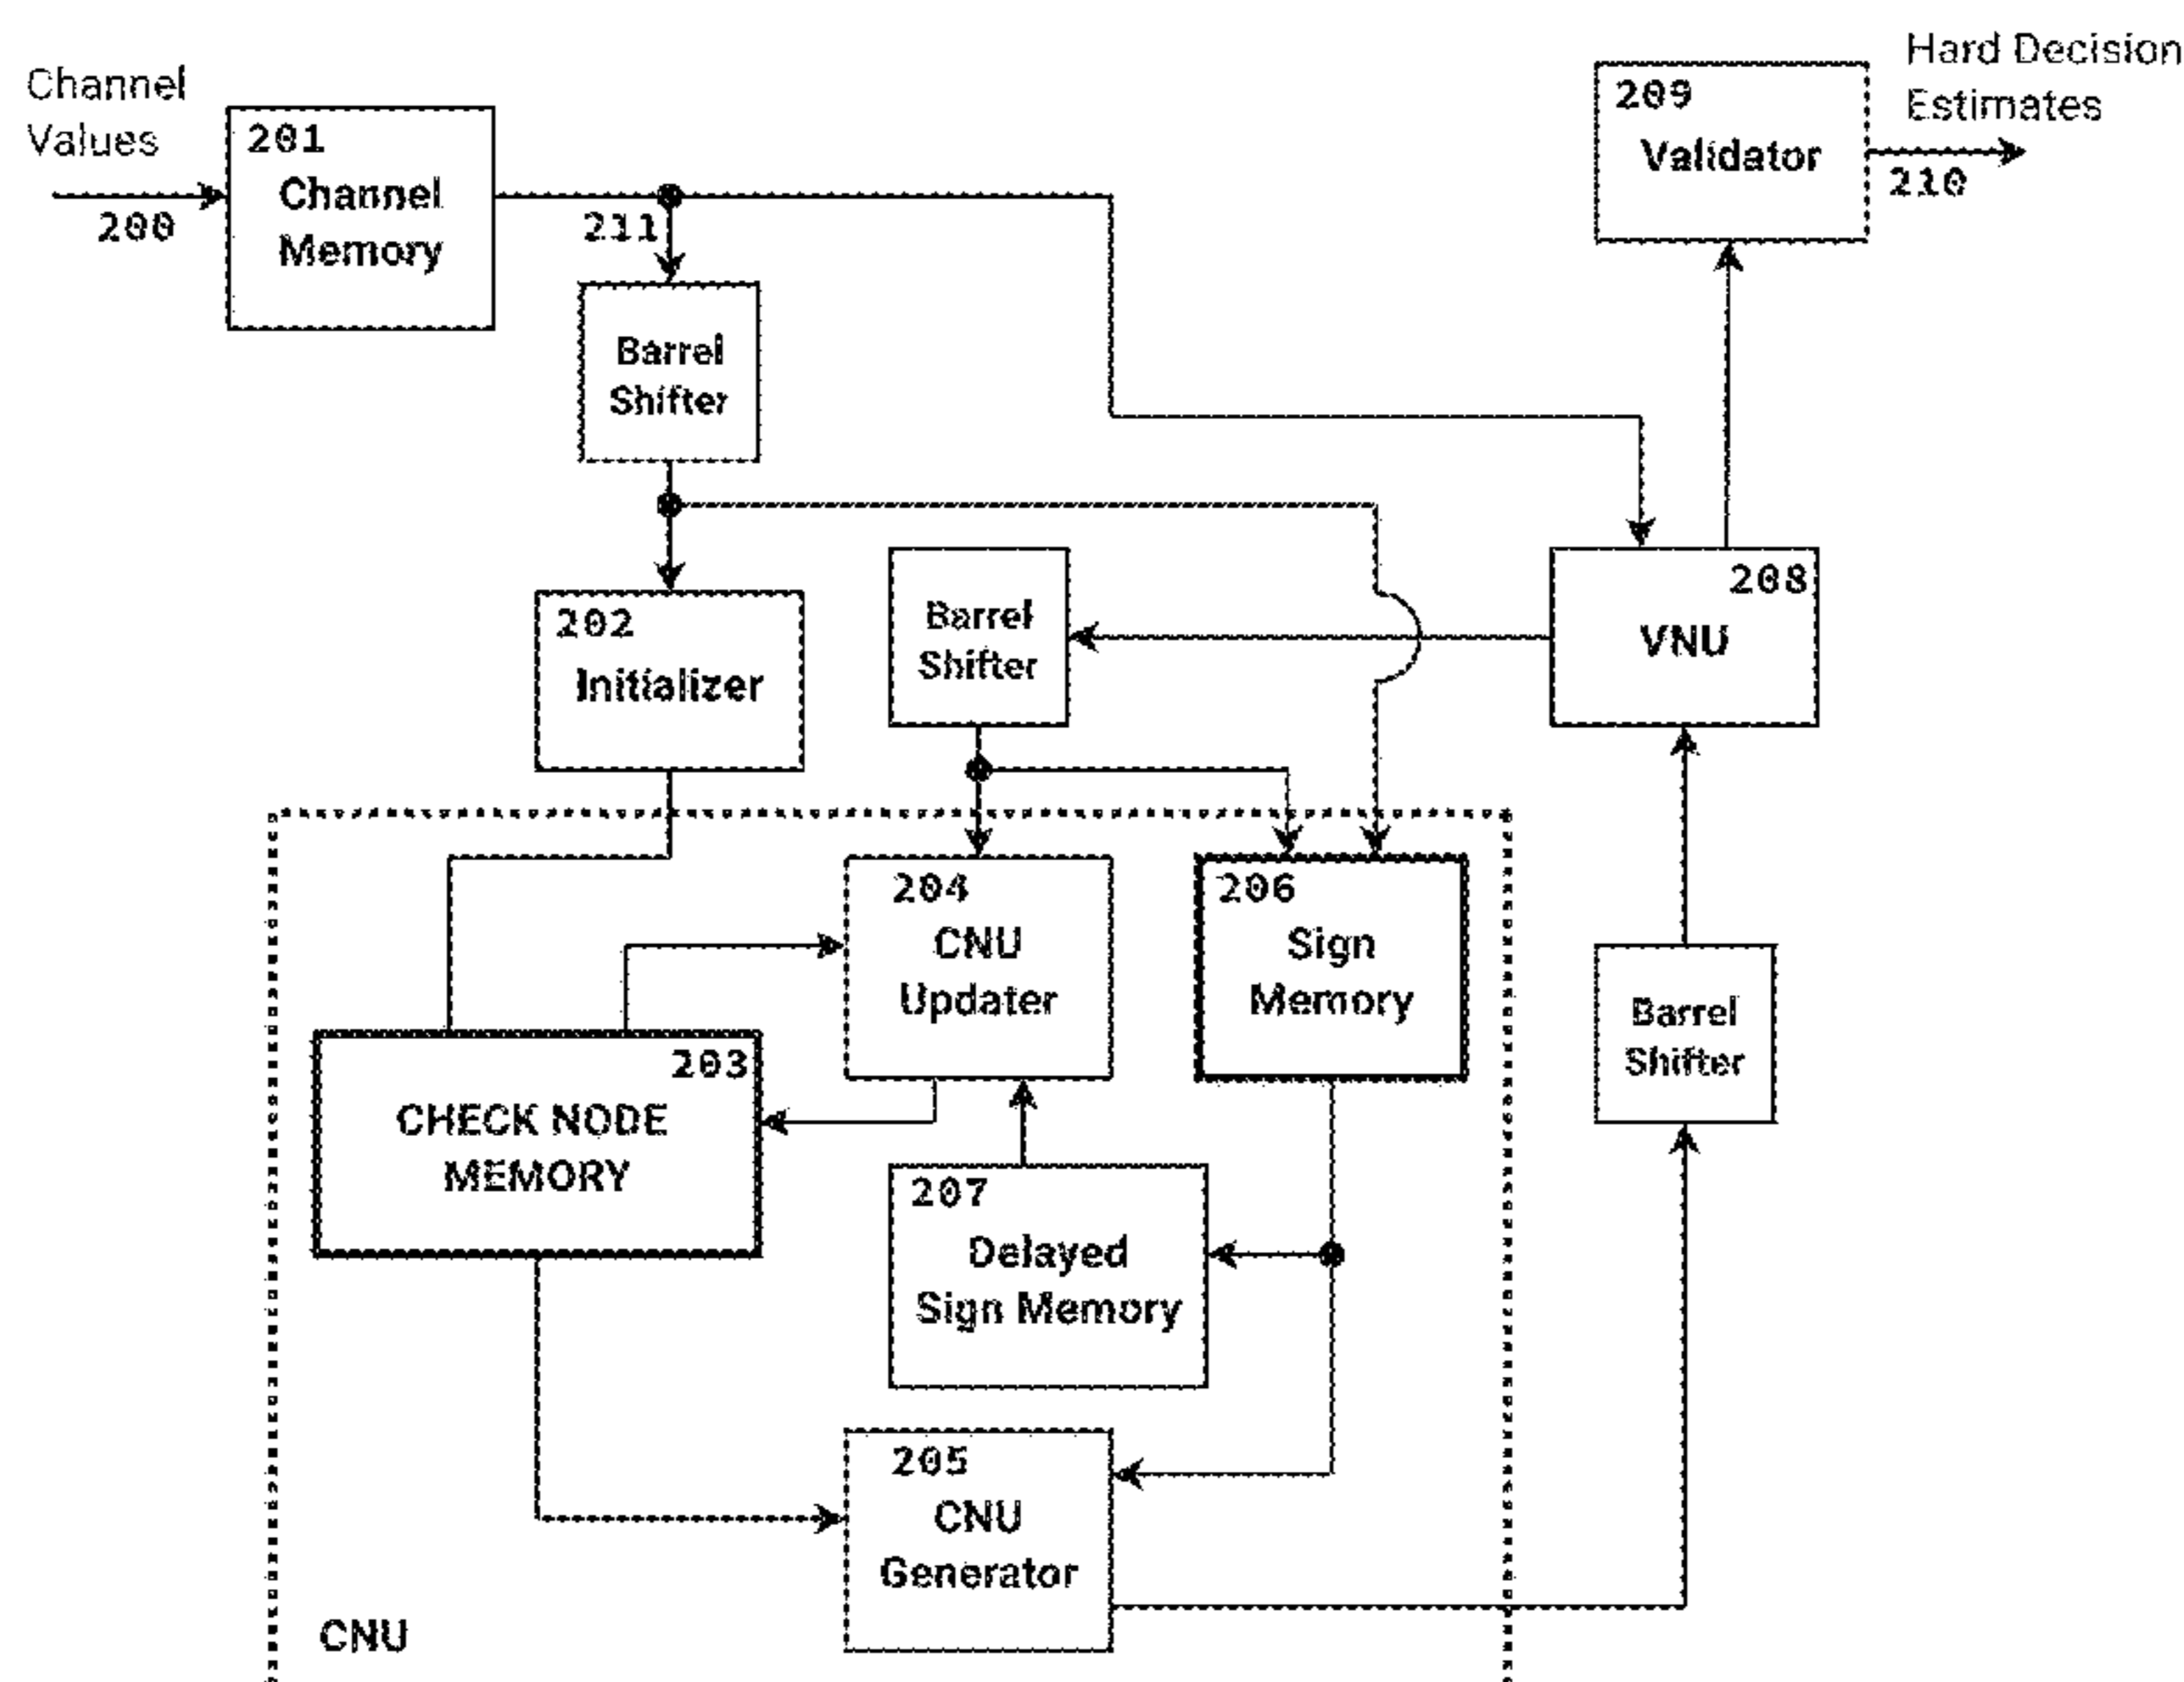 Channel
Values
200
201
Channel
Memory
211
Barrel
Shifter
209
Validator
Hard Decision
Estimates
210
202
Initializer
Barrel
Shifter
208
VNU
204
CNU
Updater
206
Sign
Memory
Barrel
Shifter
203
CHECK NODE
MEMORY
207
Delayed
Sign Memory
205
CNU
Generator
CNU